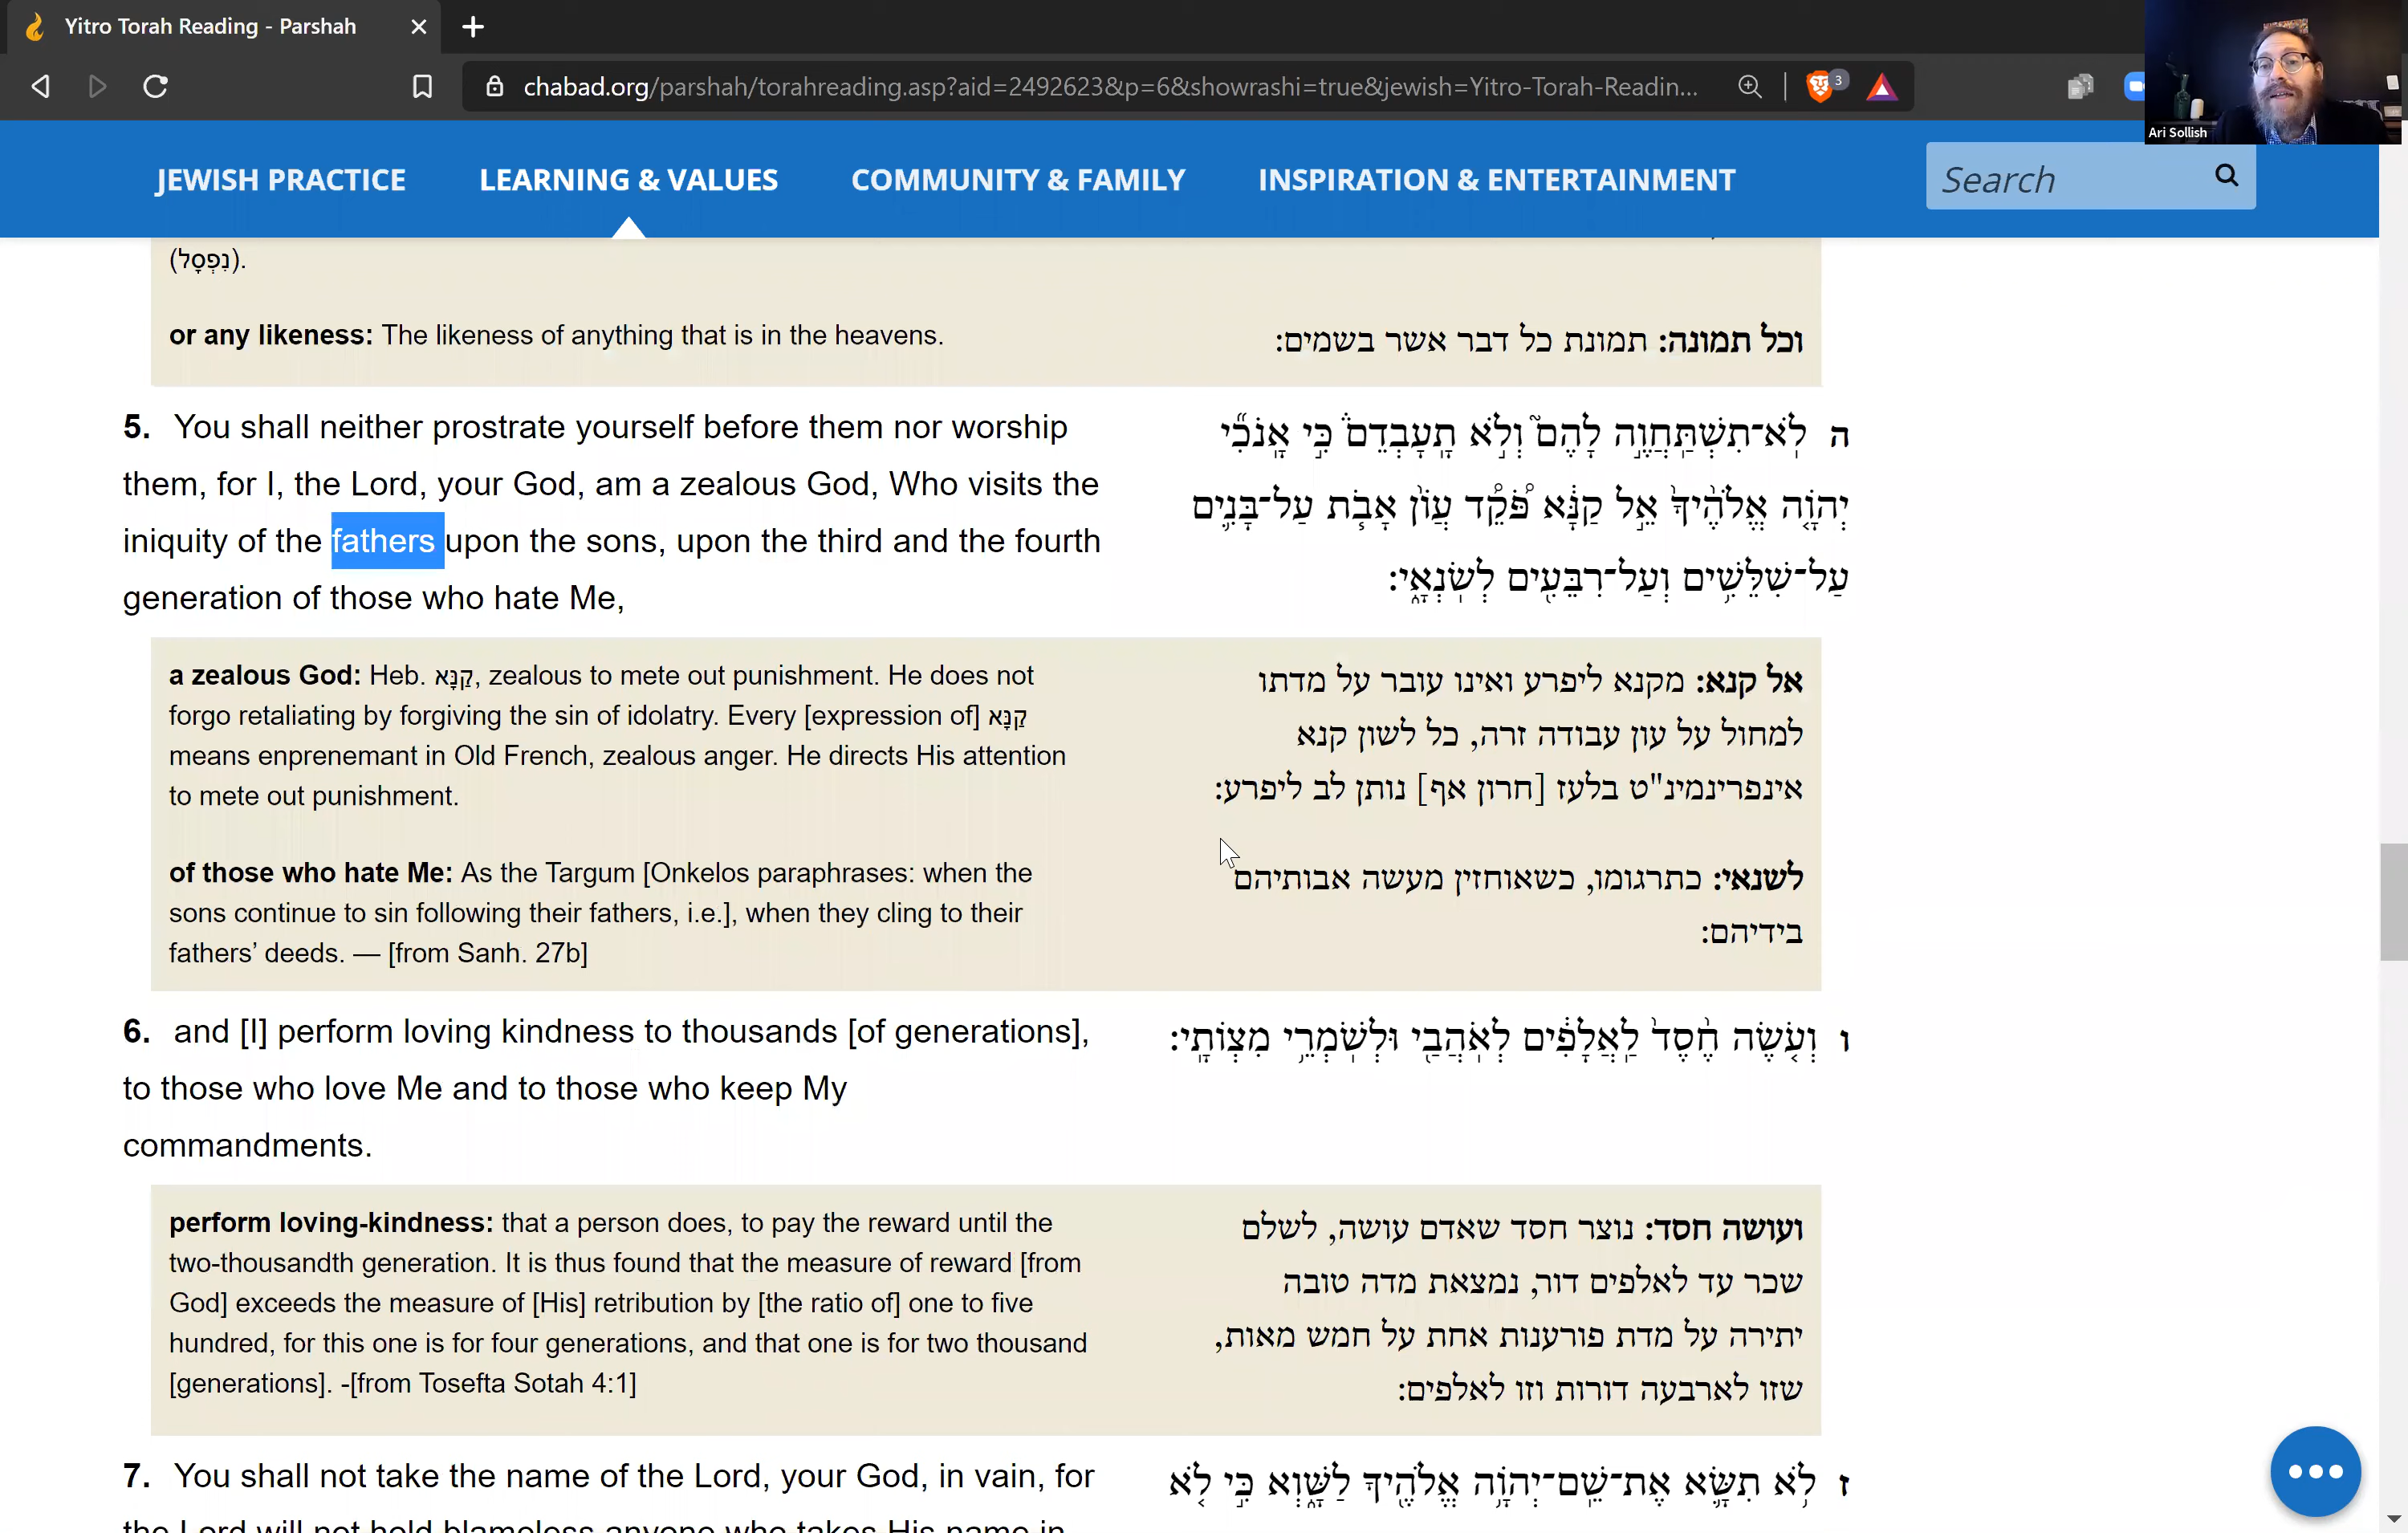 Yitro Torah Reading - Parshah
chabad.org/parshah/torahreading.asp?aid=2492623&p=6&showrashi=true&jewish=Yitro-Torah-Readin...
3
Ari Sollish
JEWISH PRACTICE
LEARNING & VALUES
COMMUNITY & FAMILY
INSPIRATION & ENTERTAINMENT
Search
(נִפְסָל).
or any likeness: The likeness of anything that is in the heavens.
וכל תמונה: תמונת כל דבר אשר בשמים:
5. You shall neither prostrate yourself before them nor worship
them, for I, the Lord, your God, am a zealous God, Who visits the
iniquity of the fathers upon the sons, upon the third and the fourth
generation of those who hate Me,
ה לֹֽא־תִשְׁתַּֽחֲוֶ֣ה לָהֶם֮ וְלֹ֣א תָֽעָבְדֵם֒ כִּ֣י אָֽנֹכִ֞י
יְהֹוָ֤ה אֱלֹהֶ֨יךָ֙ אֵ֣ל קַנָּ֔א פֹּ֠קֵ֠ד עֲוֹ֨ן אָבֹ֧ת עַל־בָּנִ֛ים
עַל־שִׁלֵּשִׁ֥ים וְעַל־רִבֵּעִ֖ים לְשֽׂנְאָֽ֑י:
a zealous God: Heb. קַנָּא, zealous to mete out punishment. He does not
forgo retaliating by forgiving the sin of idolatry. Every [expression of] קַנָּא
means enprenemant in Old French, zealous anger. He directs His attention
to mete out punishment.
אל קנא: מקנא ליפרע ואינו עובר על מדתו
למחול על עון עבודה זרה, כל לשון קנא
אינפרינמינ"ט בלעז [חרון אף] נותן לב ליפרע:
of those who hate Me: As the Targum [Onkelos paraphrases: when the
sons continue to sin following their fathers, i.e.], when they cling to their
fathers’ deeds. — [from Sanh. 27b]
לשנאי: כתרגומו, כשאוחזין מעשה אבותיהם
בידיהם:
6. and [I] perform loving kindness to thousands [of generations],
to those who love Me and to those who keep My
commandments.
ו וְעֹ֤שֶׂה חֶ֨סֶד֙ לַֽאֲלָפִ֔ים לְאֹֽהֲבַ֖י וּלְשֹֽׁמְרֵ֥י מִצְוֹתָֽי:
perform loving-kindness: that a person does, to pay the reward until the
two-thousandth generation. It is thus found that the measure of reward [from
God] exceeds the measure of [His] retribution by [the ratio of] one to five
hundred, for this one is for four generations, and that one is for two thousand
[generations]. -[from Tosefta Sotah 4:1]
ועושה חסד: נוצר חסד שאדם עושה, לשלם
שכר עד לאלפים דור, נמצאת מדה טובה
יתירה על מדת פורענות אחת על חמש מאות,
שזו לארבעה דורות וזו לאלפים:
7. You shall not take the name of the Lord, your God, in vain, for
the Lord will not hold blameless anyone who takes His name in
ז לֹ֥א תִשָּׂ֛א אֶת־שֵֽׁם־יְהֹוָ֥ה אֱלֹהֶ֖יךָ לַשָּׁ֑וְא כִּ֣י לֹ֤א